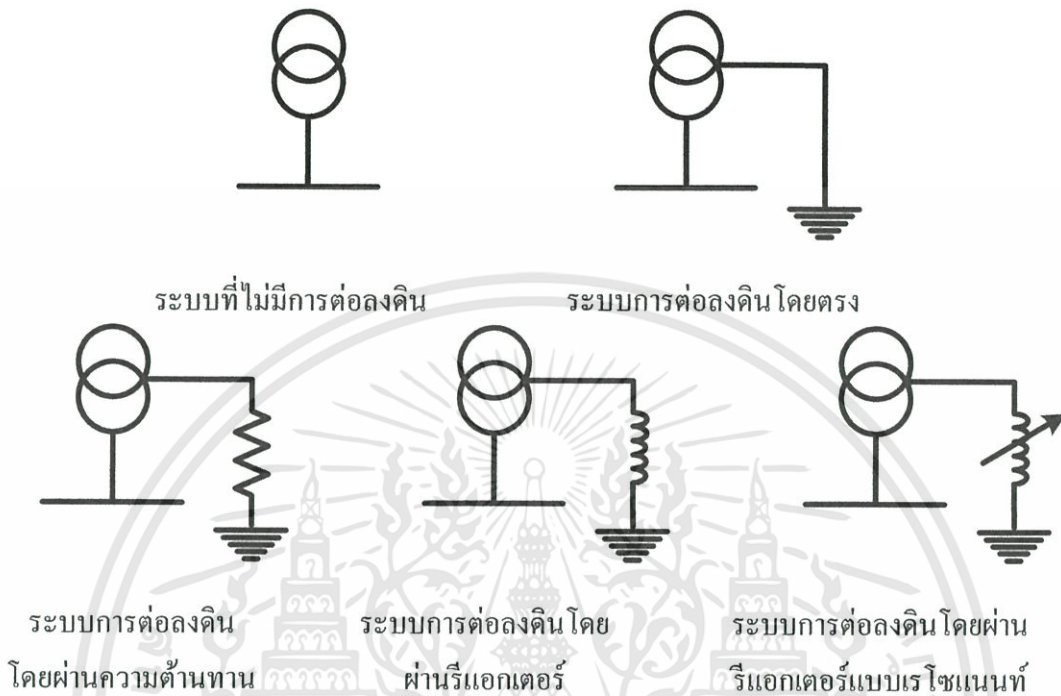 ระบบที่ไม่มีการต่อลงดิน
ระบบการต่อลงดินโดยตรง
ระบบการต่อลงดิน
โดยผ่านความต้านทาน
ระบบการต่อลงดินโดย
ผ่านรีแอกเตอร์
ระบบการต่อลงดินโดยผ่าน
รีแอกเตอร์แบบเรโซแนนท์